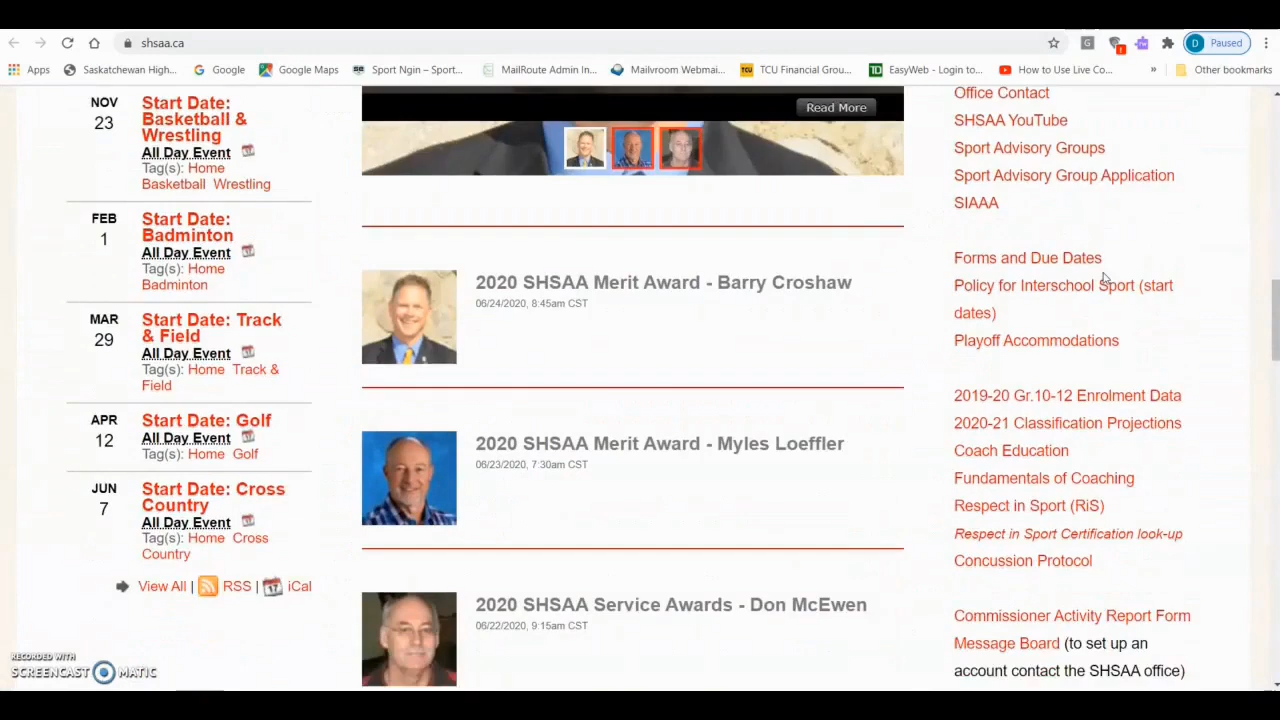 shsaa.ca
G
D
Paused
Apps
Saskatchewan High...
Google
Google Maps
Sport Ngin – Sport...
MailRoute Admin In...
Mailvroom Webmai...
TCU Financial Grou...
EasyWeb - Login to...
How to Use Live Co...
»
Other bookmarks
NOV
23
Start Date:
Basketball &
Wrestling
All Day Event
Tag(s): Home
Basketball Wrestling
FEB
1
Start Date:
Badminton
All Day Event
Tag(s): Home
Badminton
MAR
29
Start Date: Track
& Field
All Day Event
Tag(s): Home Track &
Field
APR
12
Start Date: Golf
All Day Event
Tag(s): Home Golf
JUN
7
Start Date: Cross
Country
All Day Event
Tag(s): Home Cross
Country
View All | RSS | iCal
RECORDED WITH
SCREENCAST MATIC
Read More
2020 SHSAA Merit Award - Barry Croshaw
06/24/2020, 8:45am CST
2020 SHSAA Merit Award - Myles Loeffler
06/23/2020, 7:30am CST
2020 SHSAA Service Awards - Don McEwen
06/22/2020, 9:15am CST
Office Contact
SHSAA YouTube
Sport Advisory Groups
Sport Advisory Group Application
SIAAA
Forms and Due Dates
Policy for Interschool Sport (start
dates)
Playoff Accommodations
2019-20 Gr.10-12 Enrolment Data
2020-21 Classification Projections
Coach Education
Fundamentals of Coaching
Respect in Sport (RiS)
Respect in Sport Certification look-up
Concussion Protocol
Commissioner Activity Report Form
Message Board (to set up an
account contact the SHSAA office)